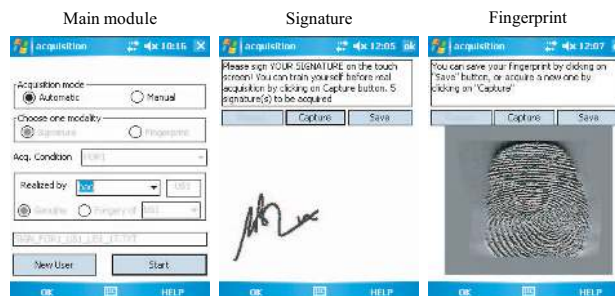 Main module
Signature
Fingerprint
acquisition 10:16
Acquisition mode
Automatic Manual
Choose one modality
Signature Fingerprint
Acq. Condition
Realized by bao US1
Genuine Forgery of US1
New User Start
OK HELP
acquisition 12:05 ok
Please sign YOUR SIGNATURE on the touch
screen! You can train yourself before real
acquisition by clicking on Capture button. 5
signature(s) to be acquired
Capture Save
OK HELP
acquisition 12:07
You can save your fingerprint by clicking on
"Save" button, or acquire a new one by
clicking on "Capture"
Capture Save
OK HELP